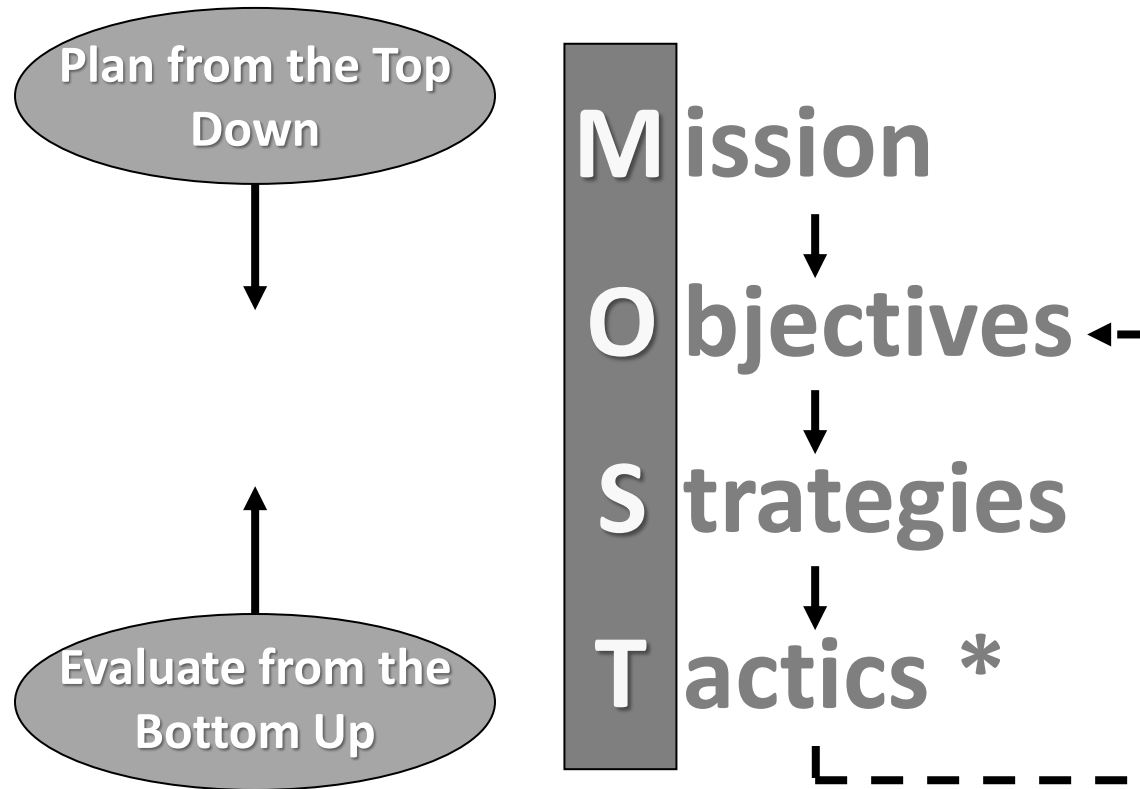 Plan from the Top
Down
Mission
Objectives
Strategies
Tactics *
Evaluate from the
Bottom Up